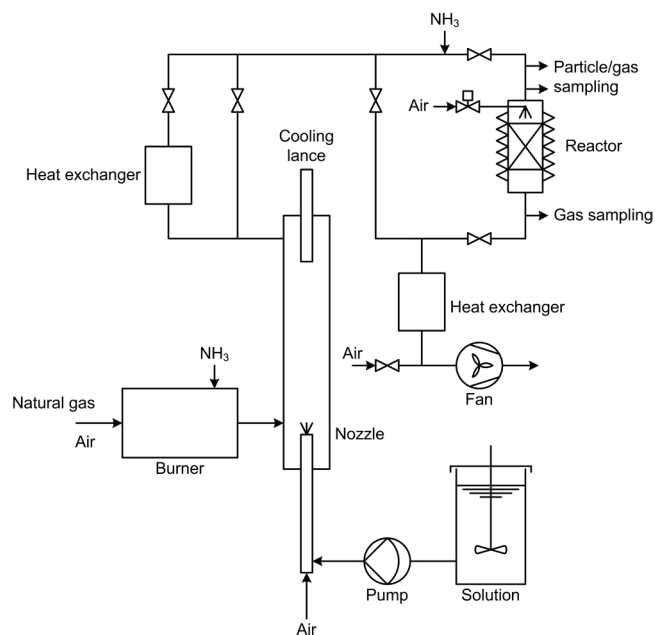 NH3
Particle/gas
sampling
Air
Reactor
Cooling
lance
Heat exchanger
Gas sampling
Heat exchanger
Air
NH3
Fan
Natural gas
Air
Nozzle
Burner
Pump
Solution
Air